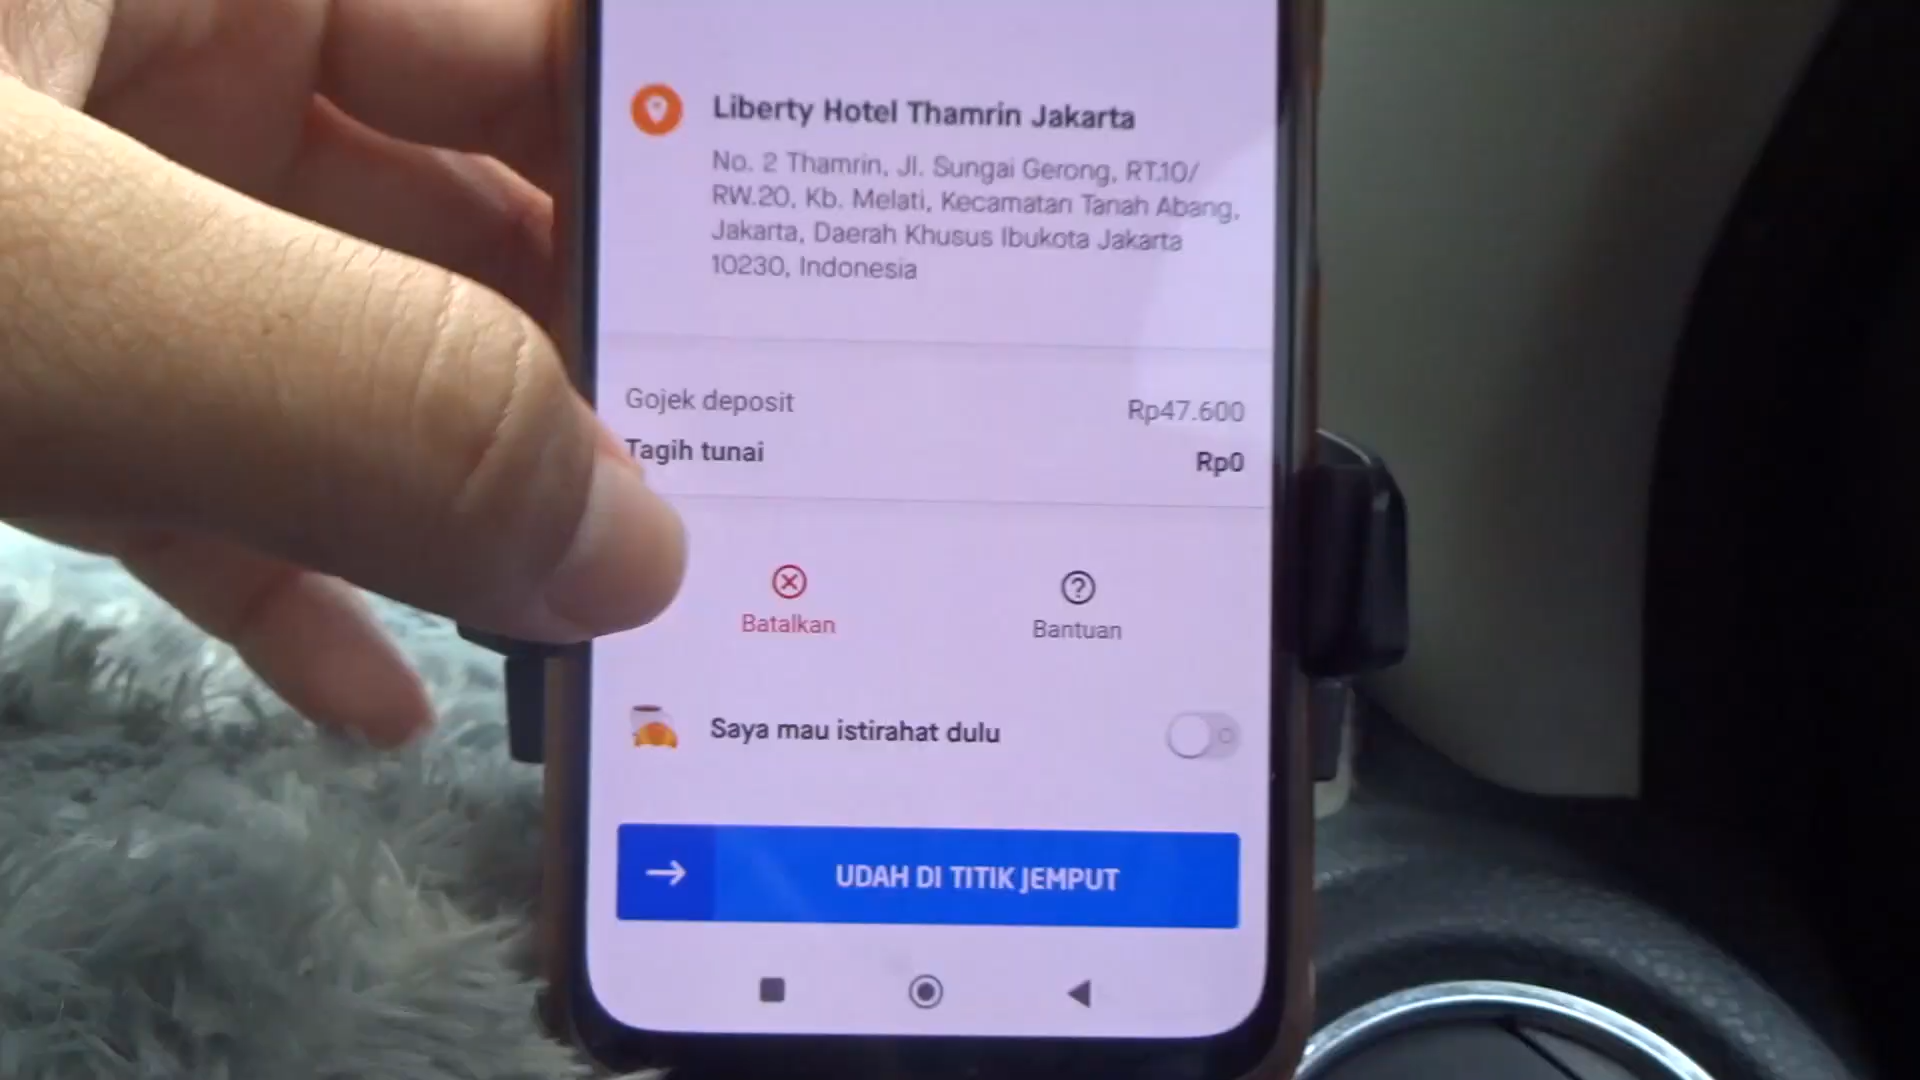 Liberty Hotel Thamrin Jakarta
No. 2 Thamrin, Jl. Sungai Gerong, RT.10/
RW.20, Kb. Melati, Kecamatan Tanah Abang,
Jakarta, Daerah Khusus Ibukota Jakarta
10230, Indonesia
Gojek deposit Rp47.600
Tagih tunai Rp0
Batalkan Bantuan
Saya mau istirahat dulu
UDAH DI TITIK JEMPUT